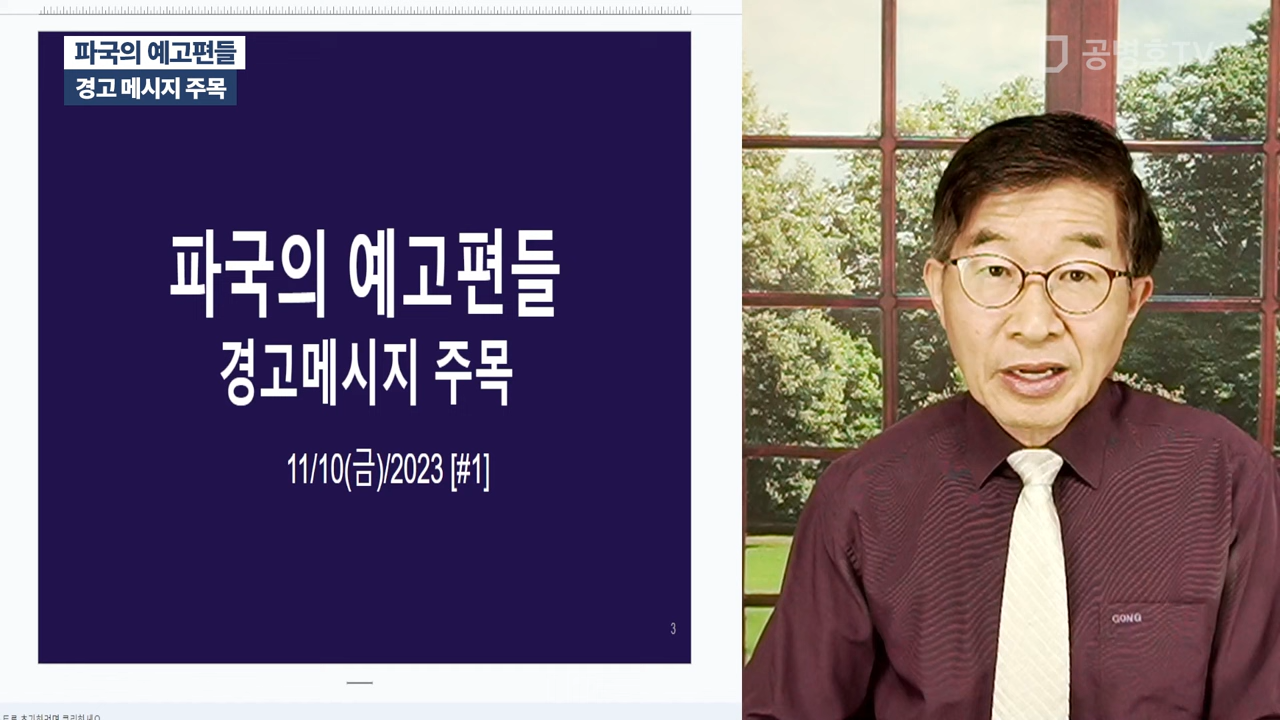 파국의 예고편들
경고 메시지 주목
파국의 예고편들
경고메시지 주목
11/10(금)/2023 [#1]
3
공병호TV
GONG